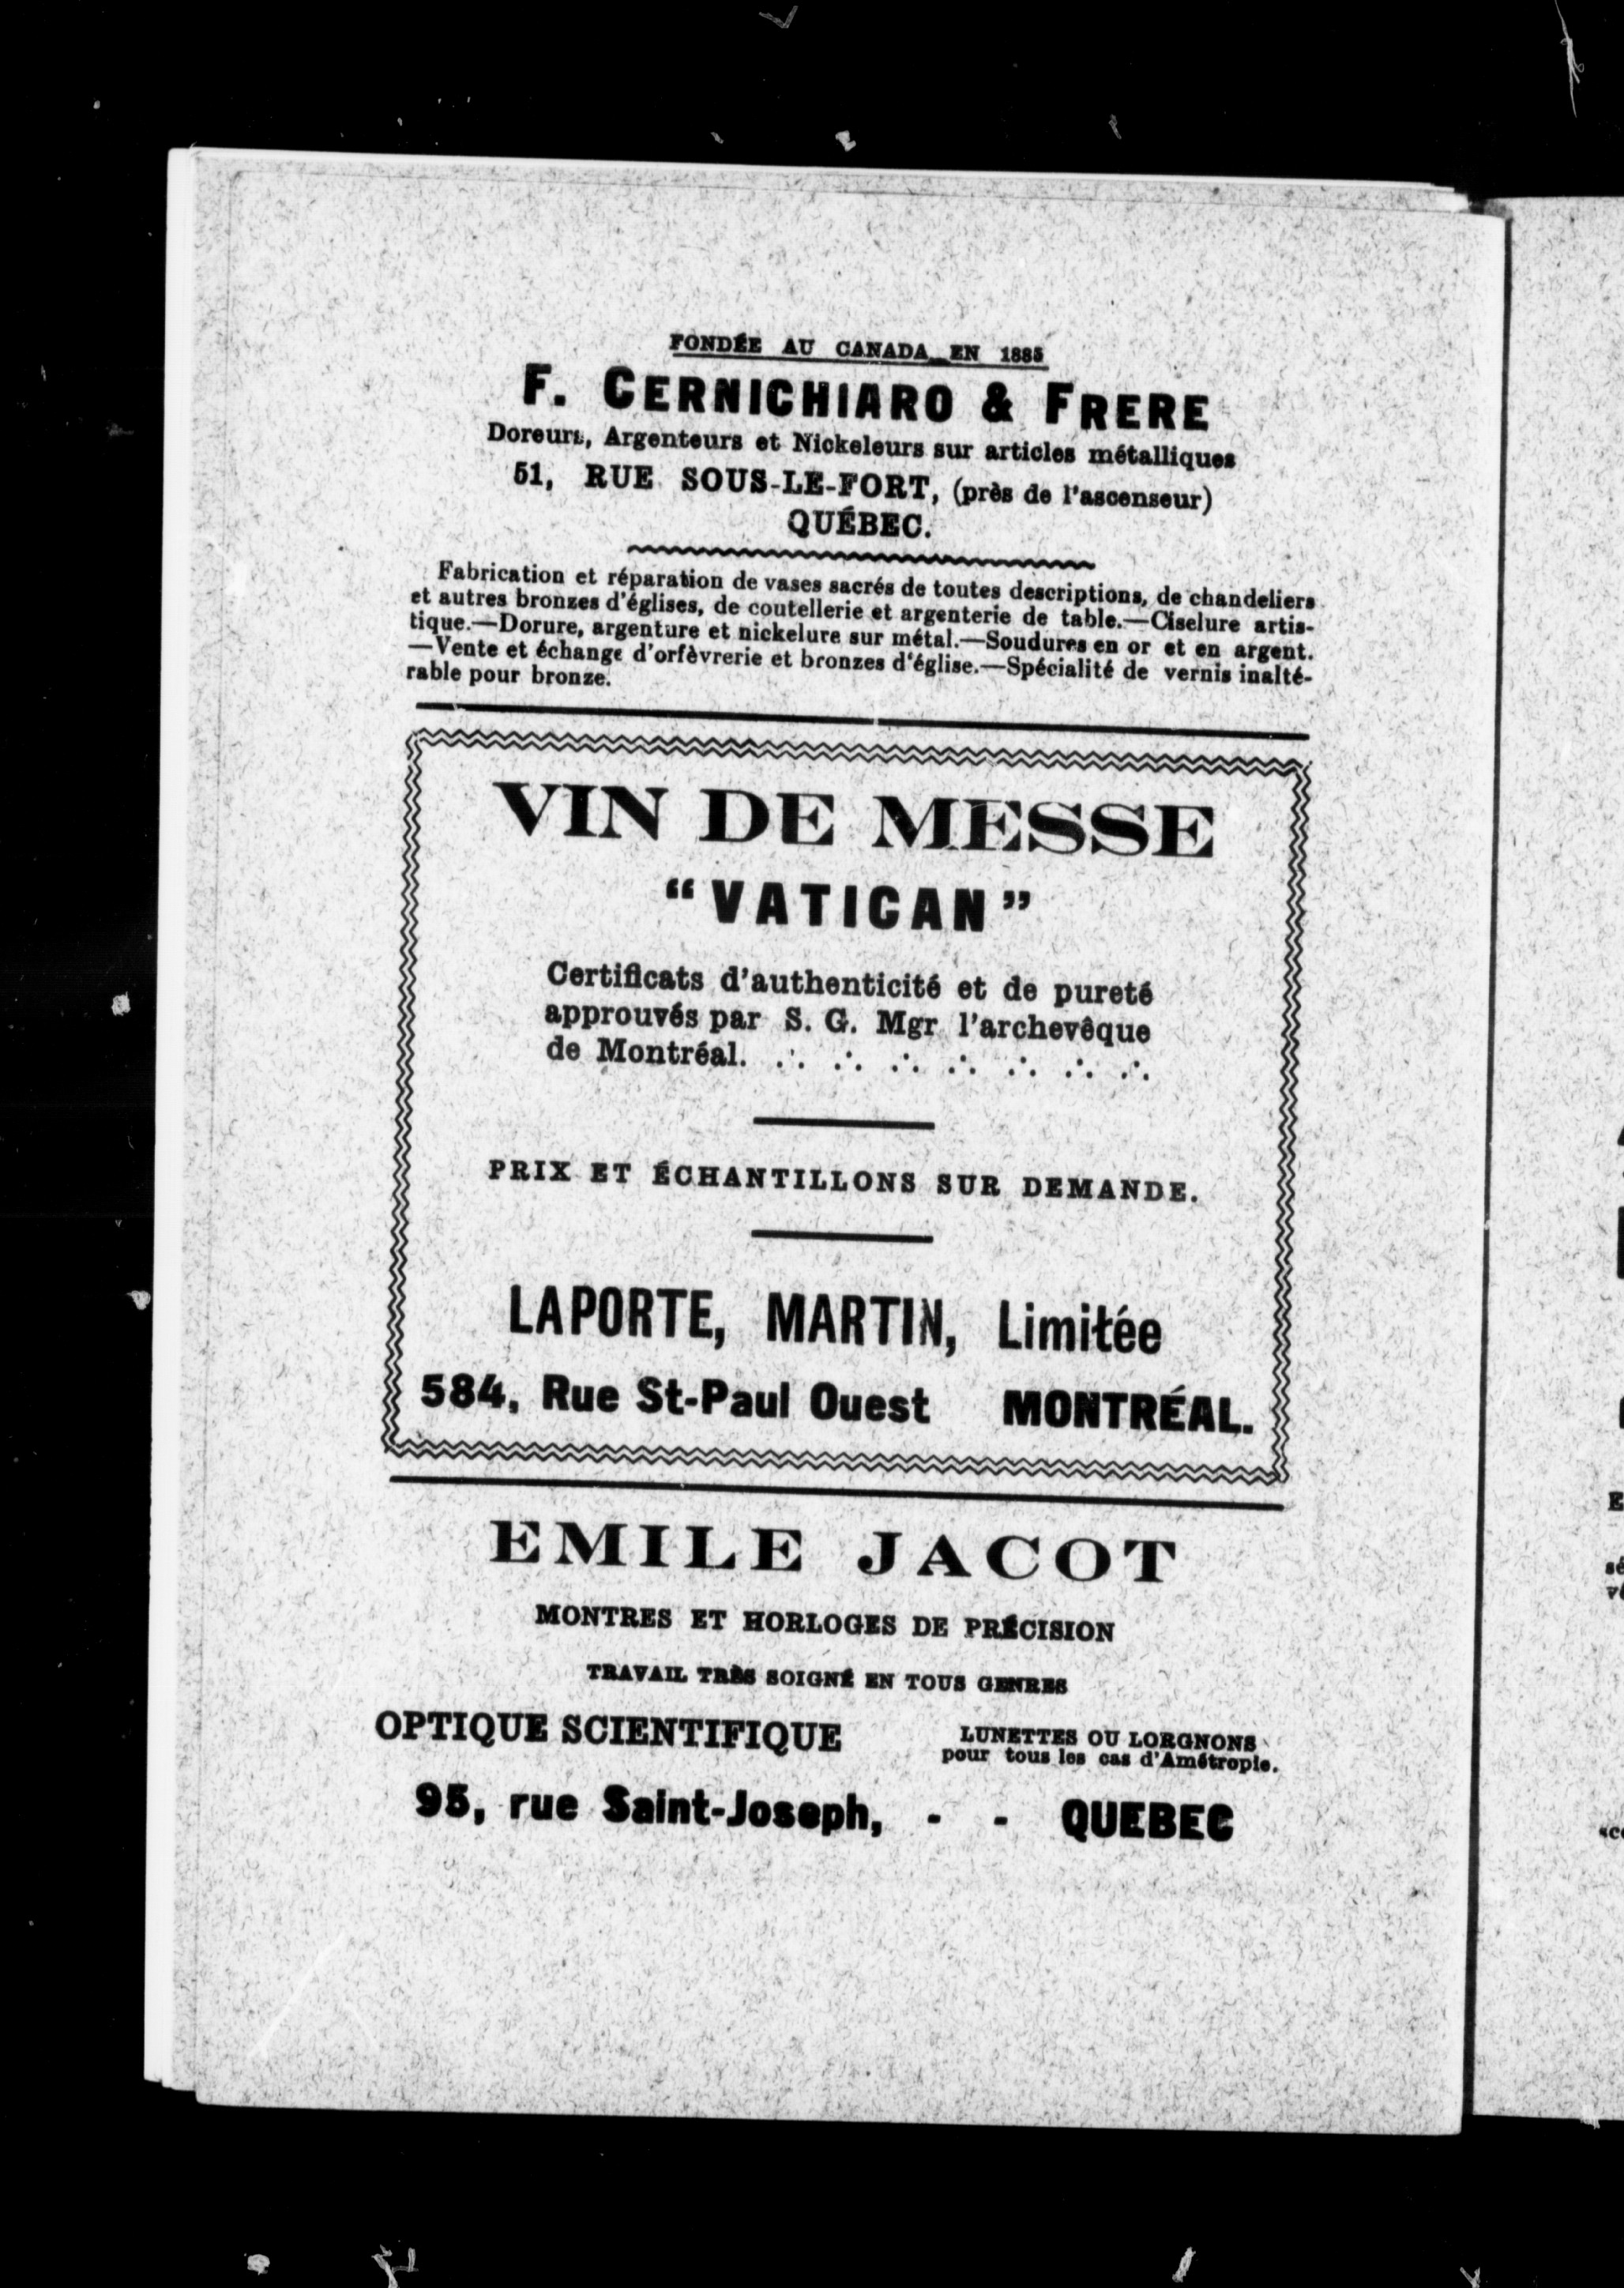 FONDÉE AU CANADA EN 1885
F. CERNICHIARO & FRERE
Doreurs, Argenteurs et Nickeleurs sur articles métalliques
51, RUE SOUS-LE-FORT, (près de l'ascenseur)
QUÉBEC.
Fabrication et réparation de vases sacrés de toutes descriptions, de chandeliers
et autres bronzes d'églises, de coutellerie et argenterie de table.—Ciselure artis-
tique.—Dorure, argenture et nickelure sur métal.—Soudures en or et en argent.
—Vente et échange d'orfèvrerie et bronzes d'église.—Spécialité de vernis inalté-
rable pour bronze.
VIN DE MESSE
“VATICAN”
Certificats d'authenticité et de pureté
approuvés par S. G. Mgr l'archevêque
de Montréal. ∴ ∴ ∴ ∴ ∴ ∴ ∴
PRIX ET ÉCHANTILLONS SUR DEMANDE.
LAPORTE, MARTIN, Limitée
584, Rue St-Paul Ouest MONTRÉAL.
EMILE JACOT
MONTRES ET HORLOGES DE PRÉCISION
TRAVAIL TRÈS SOIGNÉ EN TOUS GENRES
OPTIQUE SCIENTIFIQUE
LUNETTES OU LORGNONS
pour tous les cas d'Amétropie.
95, rue Saint-Joseph, - - QUEBEC